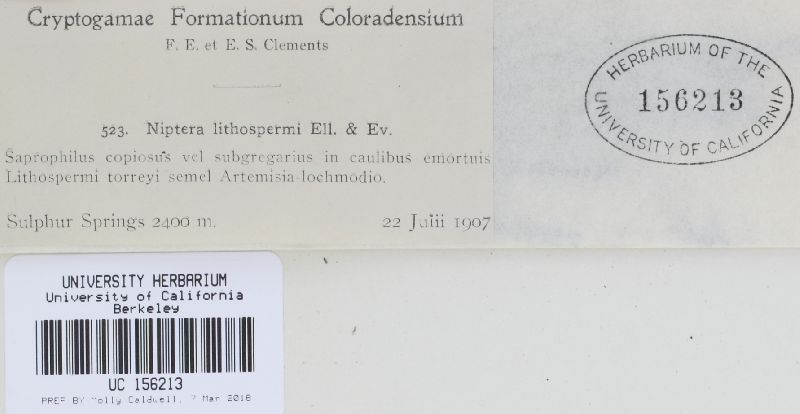 Cryptogamae Formationum Coloradensium
F. E. et E. S. Clements
523. Niptera lithospermi Ell. & Ev.
Saprophilus copiosus vel subgregarius in caulibus emortuis
Lithospermi torreyi semel Artemisia-lochmodio.
Sulphur Springs 2400 m. 22 Julii 1907
HERBARIUM OF THE
156213
UNIVERSITY OF CALIFORNIA
UNIVERSITY HERBARIUM
University of California
Berkeley
UC 156213
PREP BY Molly Caldwell, 7 Mar 2016